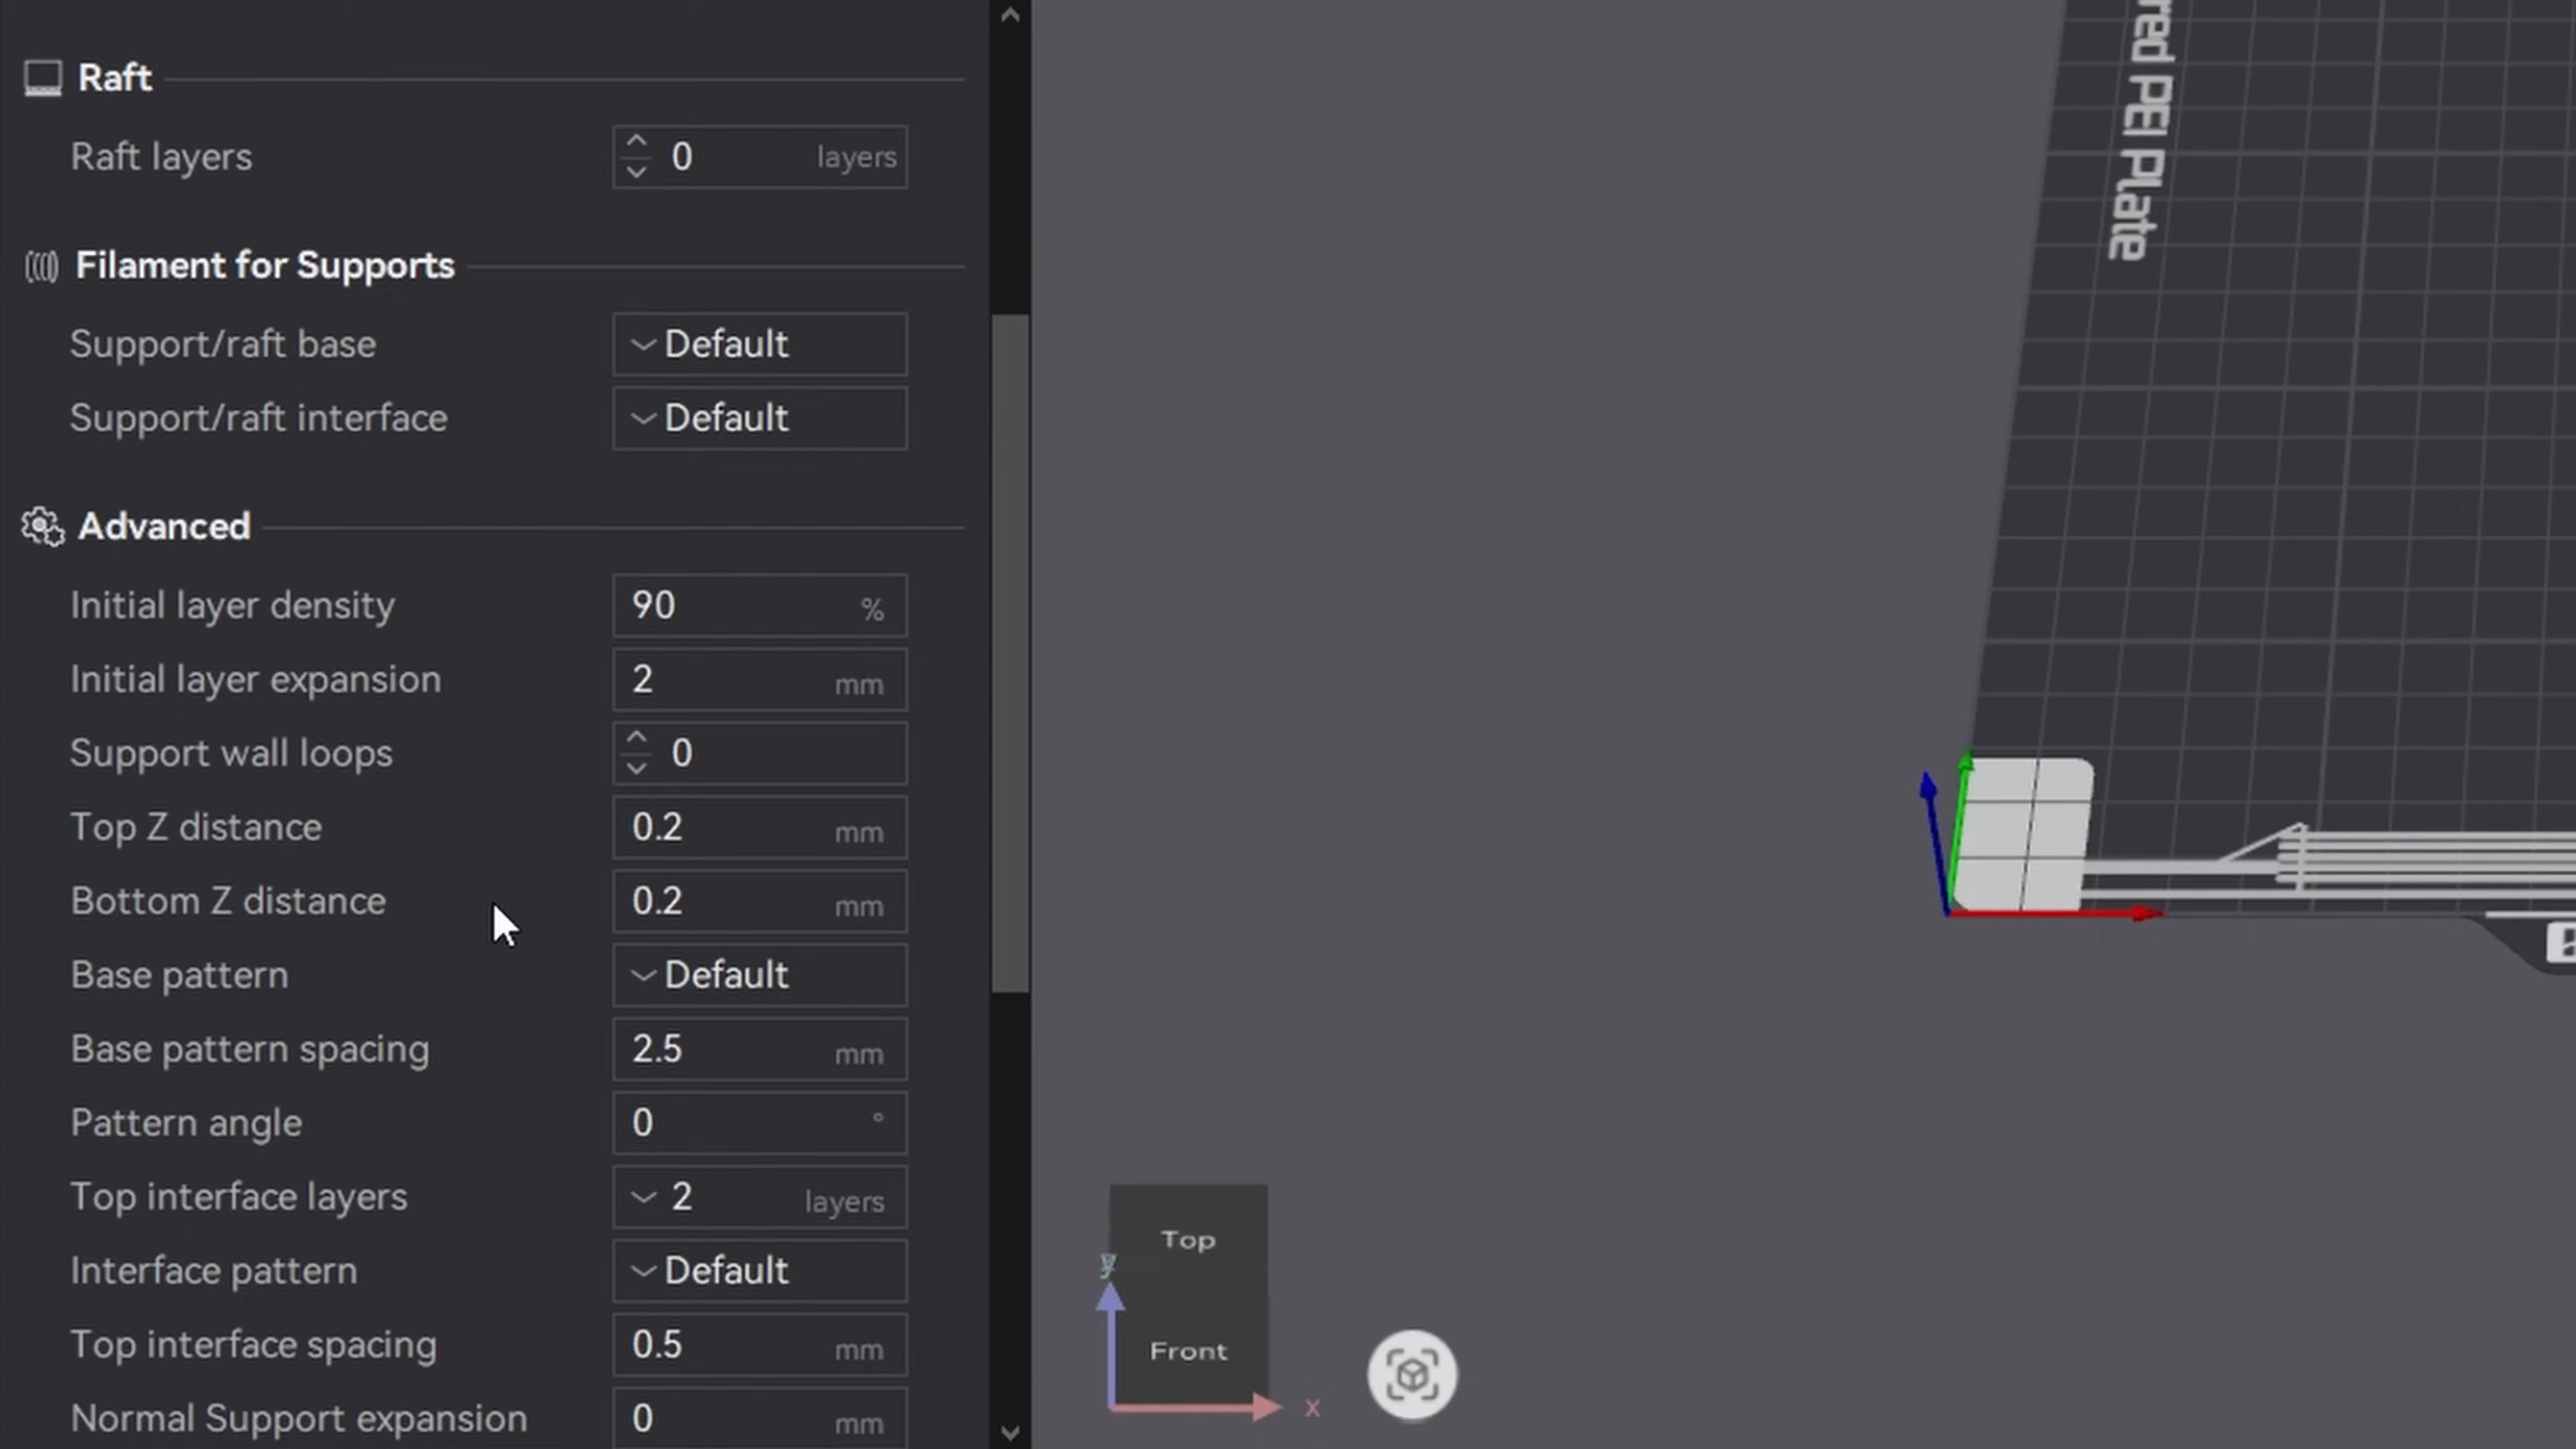 Raft
Raft layers 0 layers
Filament for Supports
Support/raft base Default
Support/raft interface Default
Advanced
Initial layer density 90 %
Initial layer expansion 2 mm
Support wall loops 0
Top Z distance 0.2 mm
Bottom Z distance 0.2 mm
Base pattern Default
Base pattern spacing 2.5 mm
Pattern angle 0 °
Top interface layers 2 layers
Interface pattern Default
Top interface spacing 0.5 mm
Normal Support expansion 0 mm
PEI Plate
Top
y
Front
x